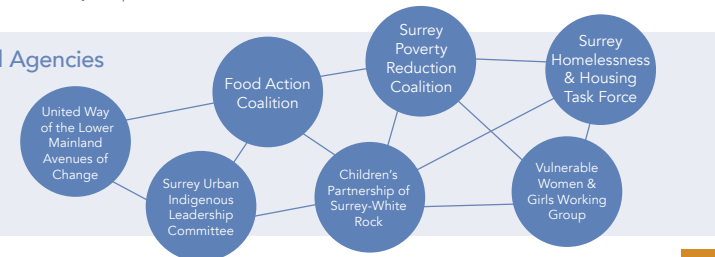 Agencies
United Way
of the Lower
Mainland
Avenues of
Change
Food Action
Coalition
Surrey Urban
Indigenous
Leadership
Committee
Surrey
Poverty
Reduction
Coalition
Children's
Partnership of
Surrey-White
Rock
Surrey
Homelessness
& Housing
Task Force
Vulnerable
Women &
Girls Working
Group